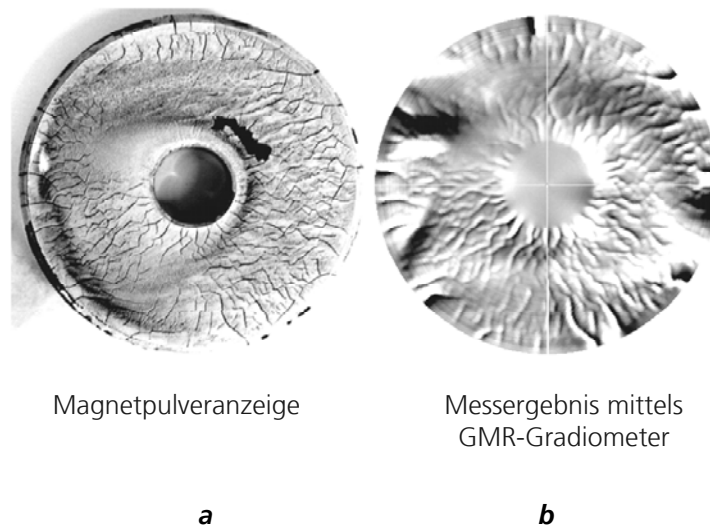 Magnetpulveranzeige
Messergebnis mittels
GMR-Gradiometer
a
b